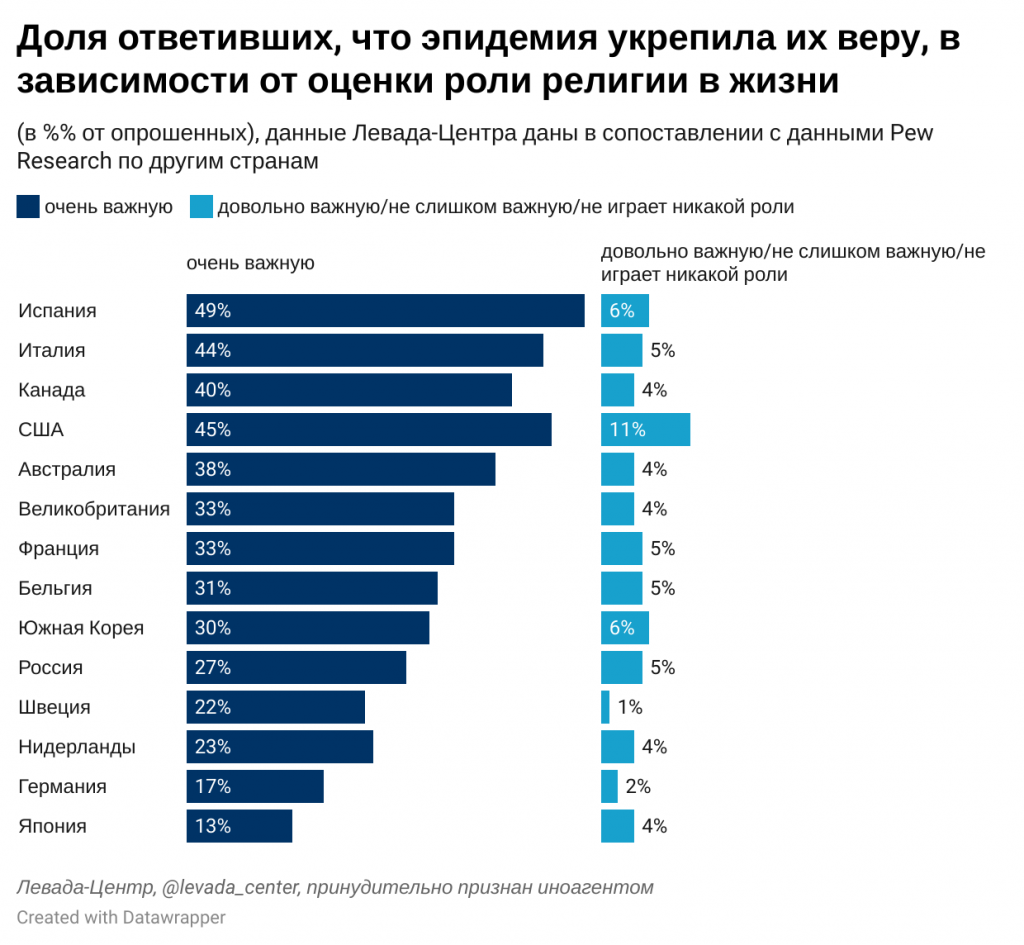 Доля ответивших, что эпидемия укрепила их веру, в
зависимости от оценки роли религии в жизни
(в %% от опрошенных), данные Левада-Центра даны в сопоставлении с данными Pew
Research по другим странам
очень важную довольно важную/не слишком важную/не играет никакой роли
очень важную
довольно важную/не слишком важную/не
играет никакой роли
Испания 49% 6%
Италия 44% 5%
Канада 40% 4%
США 45% 11%
Австралия 38% 4%
Великобритания 33% 4%
Франция 33% 5%
Бельгия 31% 5%
Южная Корея 30% 6%
Россия 27% 5%
Швеция 22% 1%
Нидерланды 23% 4%
Германия 17% 2%
Япония 13% 4%
Левада-Центр, @levada_center, принудительно признан иноагентом
Created with Datawrapper